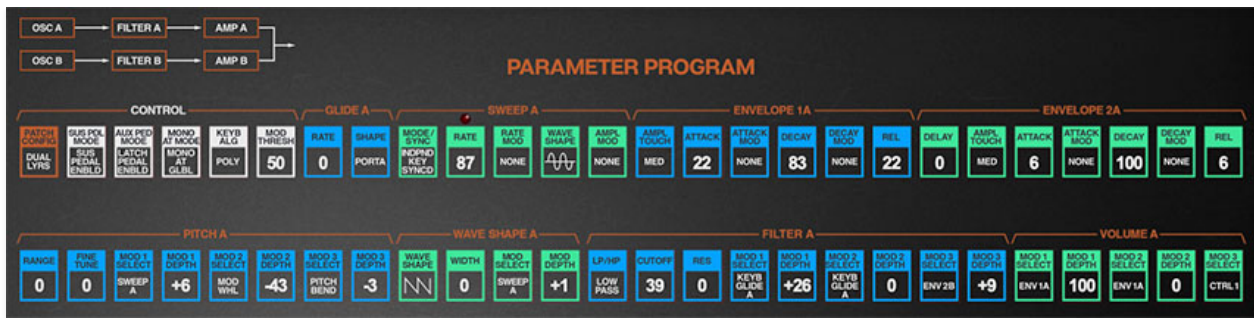 OSC A FILTER A AMP A
OSC B FILTER B AMP B
PARAMETER PROGRAM
CONTROL GLIDE A SWEEP A ENVELOPE 1A ENVELOPE 2A
PATCH CONFIG DUAL LYRS
SUS PDL MODE SUS PEDAL ENBLD
AUX PED MODE LATCH PEDAL ENBLD
MONO AT MODE MONO AT GLBL
KEYB ALG POLY
MOD THRESH 50
RATE 0
SHAPE PORTA
MODE/ SYNC INDPND KEY SYNCD
RATE 87
RATE MOD NONE
WAVE SHAPE
AMPL MOD NONE
AMPL TOUCH MED
ATTACK 22
ATTACK MOD NONE
DECAY 83
DECAY MOD NONE
REL 22
DELAY 0
AMPL TOUCH MED
ATTACK 6
ATTACK MOD NONE
DECAY 100
DECAY MOD NONE
REL 6
PITCH A WAVE SHAPE A FILTER A VOLUME A
RANGE 0
FINE TUNE 0
MOD 1 SELECT SWEEP A
MOD 1 DEPTH +6
MOD 2 SELECT MOD WHL
MOD 2 DEPTH -43
MOD 3 SELECT PITCH BEND
MOD 3 DEPTH -3
WAVE SHAPE
WIDTH 0
MOD SELECT SWEEP A
MOD DEPTH +1
LP/HP LOW PASS
CUTOFF 39
RES 0
MOD 1 SELECT KEYB GLIDE A
MOD 1 DEPTH +26
MOD 2 SELECT KEYB GLIDE A
MOD 2 DEPTH 0
MOD 3 SELECT ENV 2B
MOD 3 DEPTH +9
MOD 1 SELECT ENV 1A
MOD 1 DEPTH 100
MOD 2 SELECT ENV 1A
MOD 2 DEPTH 0
MOD 3 SELECT CTRL 1